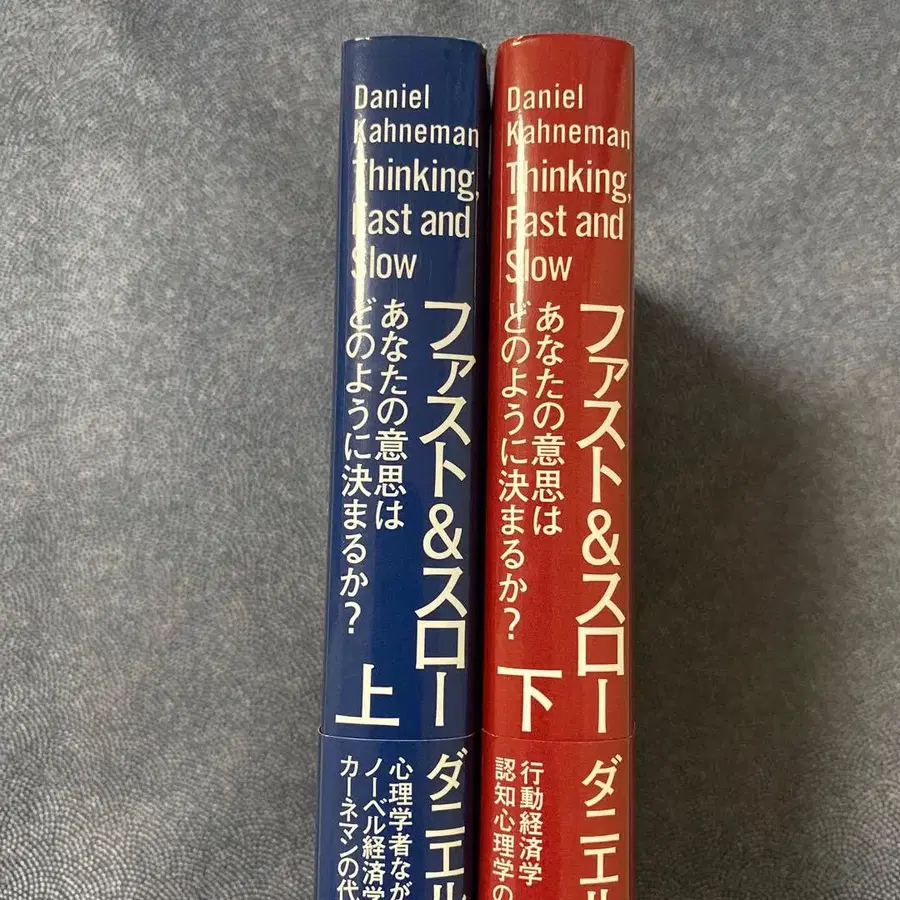 Daniel
Kahneman
Thinking,
Fast and
Slow
ファスト&スロー
あなたの意思は
どのように決まるか?
上
ダニエル
心理学者なが
ノーベル経済学
カーネマンの代
Daniel
Kahneman
Thinking,
Fast and
Slow
ファスト&スロー
あなたの意思は
どのように決まるか?
下
ダニエル
行動経済学
認知心理学の